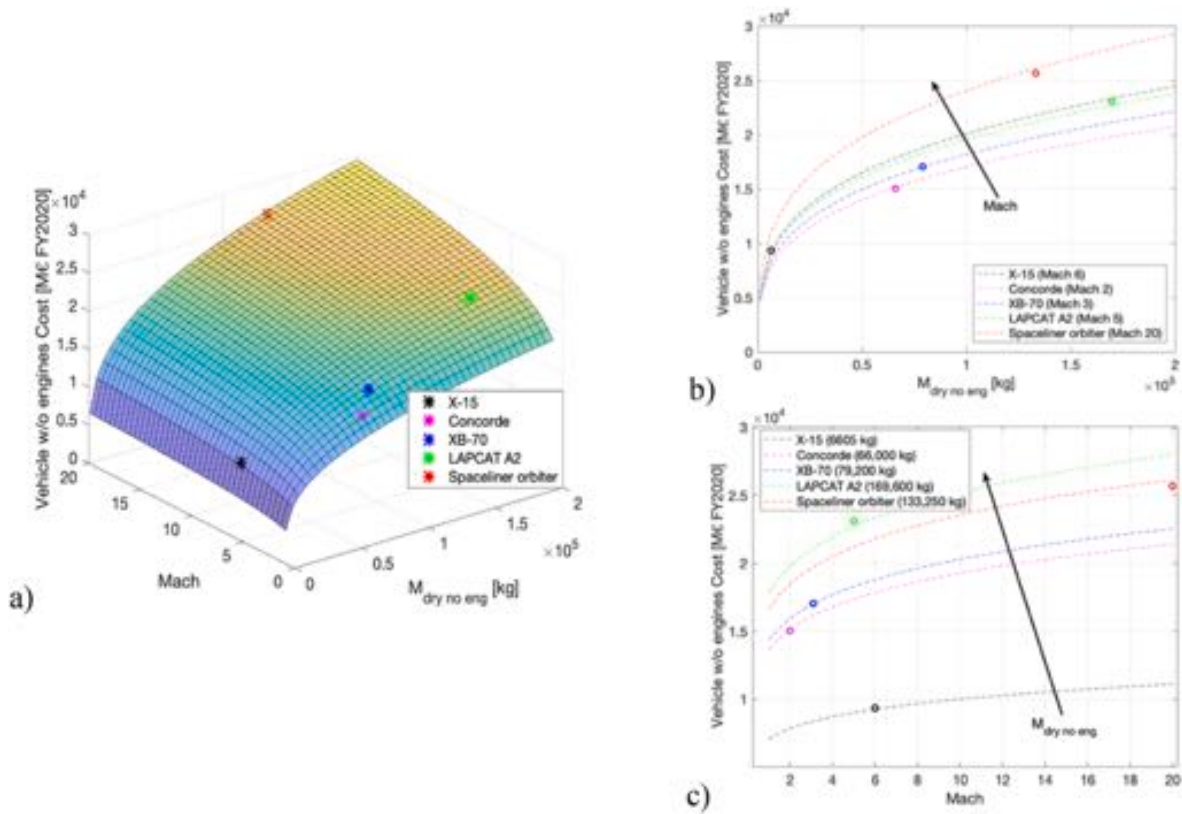 ×10⁴
3
2.5
2
1.5
1
0.5
0
Vehicle w/o engines Cost [M€ FY2020]
20
15
10
5
0
Mach
0
0.5
1
1.5
2
×10⁵
M_dry no eng [kg]
X-15
Concorde
XB-70
LAPCAT A2
Spaceliner orbiter
a)
×10⁴
3
2.5
2
1.5
1
0.5
0
Vehicle w/o engines Cost [M€ FY2020]
Mach
X-15 (Mach 6)
Concorde (Mach 2)
XB-70 (Mach 3)
LAPCAT A2 (Mach 5)
Spaceliner orbiter (Mach 20)
0 0.5 1 1.5 2
×10⁵
M_dry no eng [kg]
b)
×10⁴
3
2.5
2
1.5
1
Vehicle w/o engines Cost [M€ FY2020]
X-15 (6605 kg)
Concorde (66,000 kg)
XB-70 (79,200 kg)
LAPCAT A2 (169,600 kg)
Spaceliner orbiter (133,250 kg)
M_dry no eng
2 4 6 8 10 12 14 16 18 20
Mach
c)